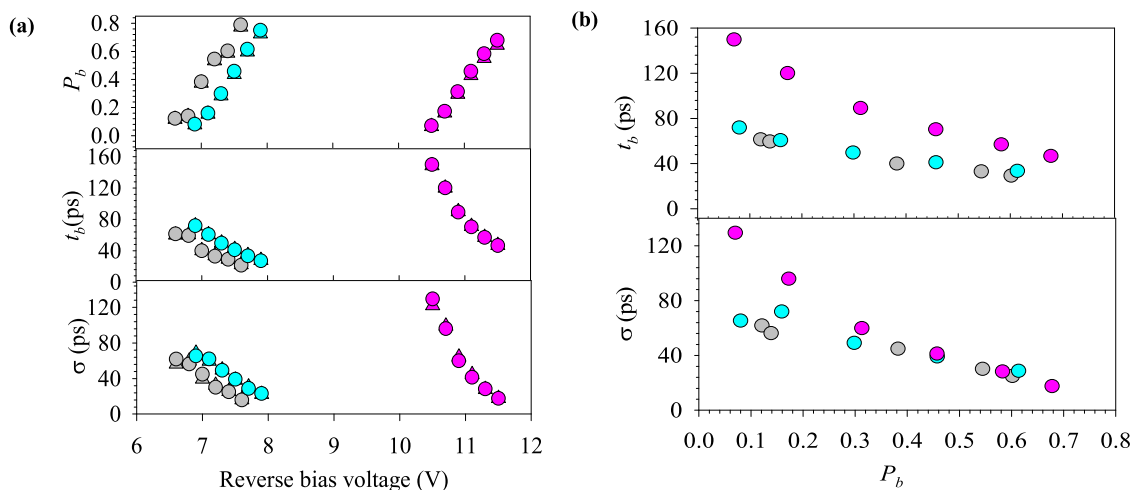 (a)
0.8
0.6
0.4
0.2
0.0
P_b
160
120
80
40
0
t_b(ps)
120
80
40
0
σ (ps)
6 7 8 9 10 11 12
Reverse bias voltage (V)
(b)
160
120
80
40
0
t_b (ps)
120
80
40
0
σ (ps)
0.0 0.1 0.2 0.3 0.4 0.5 0.6 0.7 0.8
P_b